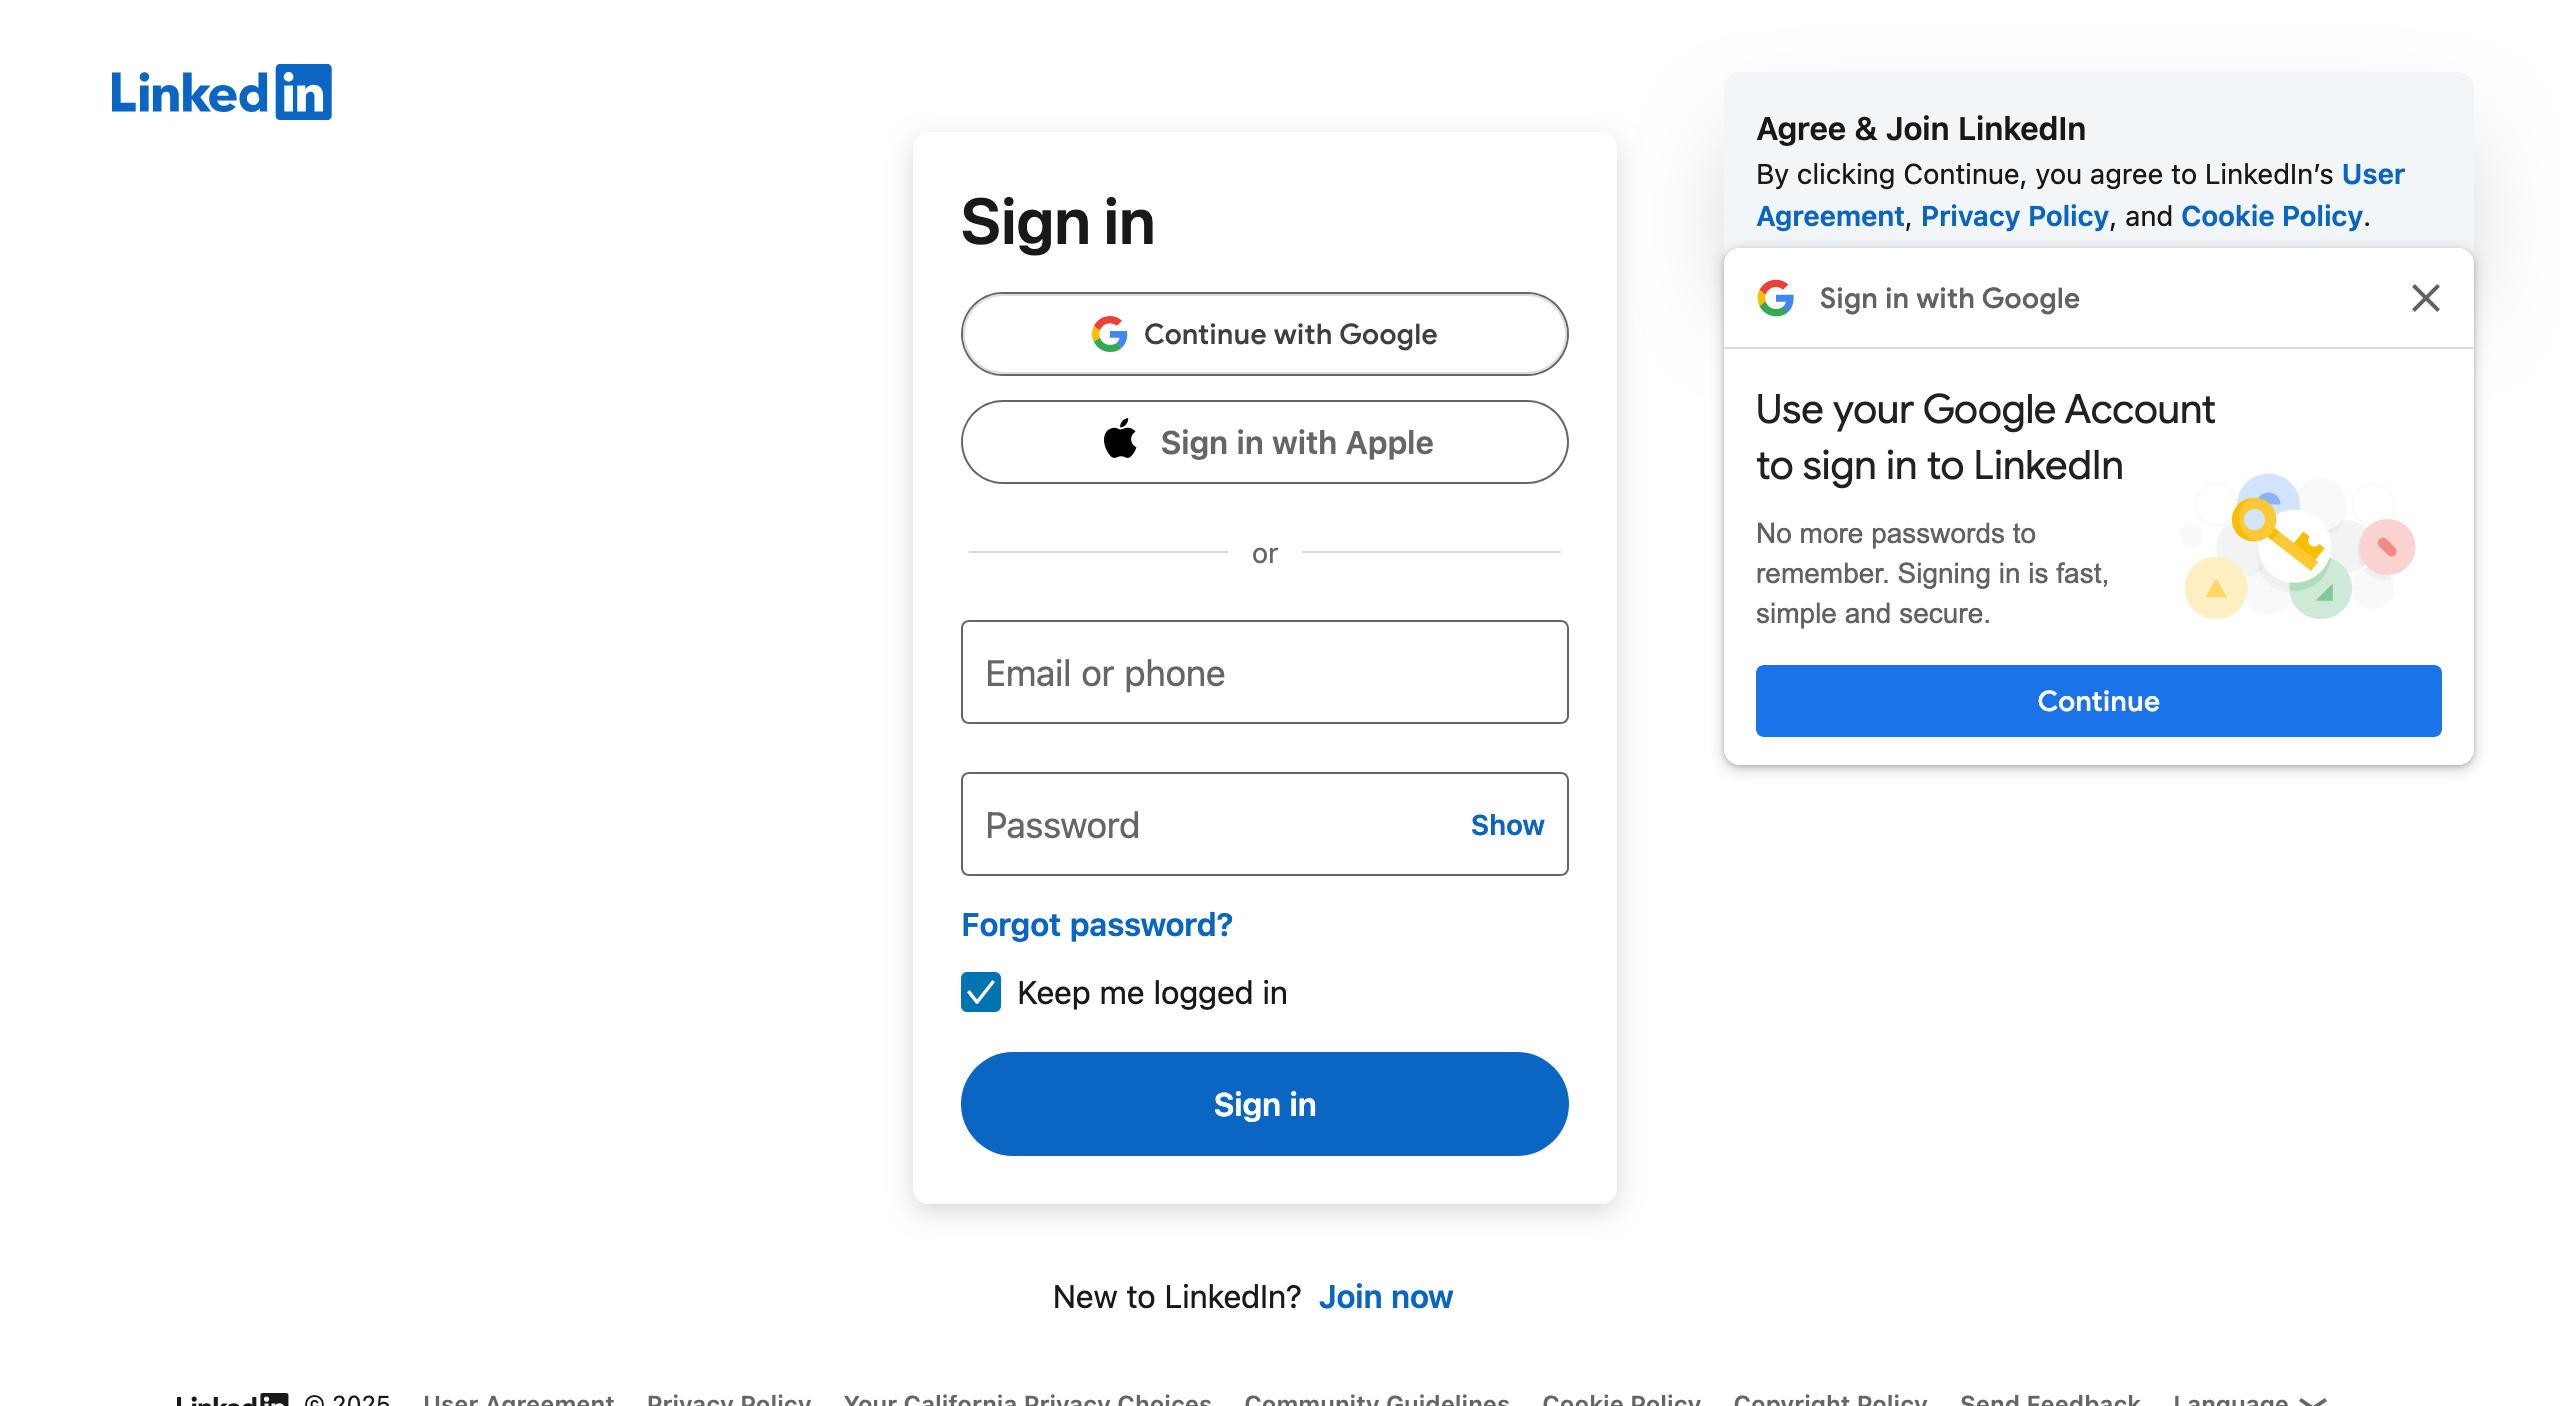 LinkedIn
Sign in
Continue with Google
Sign in with Apple
or
Email or phone
Password
Show
Forgot password?
Keep me logged in
Sign in
New to LinkedIn? Join now
Agree & Join LinkedIn
By clicking Continue, you agree to LinkedIn’s User
Agreement, Privacy Policy, and Cookie Policy.
Sign in with Google
Use your Google Account
to sign in to LinkedIn
No more passwords to
remember. Signing in is fast,
simple and secure.
Continue
LinkedIn © 2025 User Agreement Privacy Policy Your California Privacy Choices Community Guidelines Cookie Policy Copyright Policy Send Feedback Language